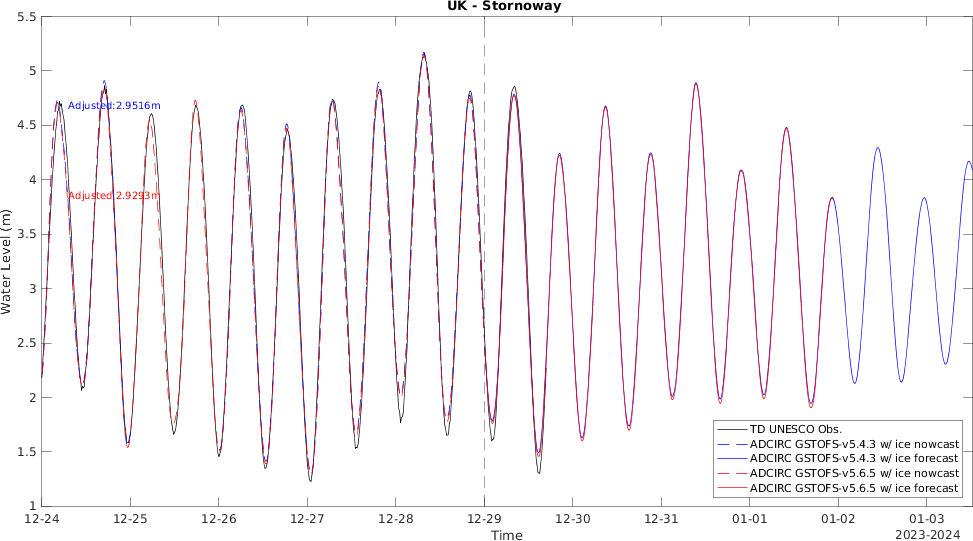 UK - Stornoway
5.5
5
4.5
4
3.5
3
2.5
2
1.5
1
Water Level (m)
Adjusted:2.9516m
Adjusted:2.9293m
TD UNESCO Obs.
ADCIRC GSTOFS-v5.4.3 w/ ice nowcast
ADCIRC GSTOFS-v5.4.3 w/ ice forecast
ADCIRC GSTOFS-v5.6.5 w/ ice nowcast
ADCIRC GSTOFS-v5.6.5 w/ ice forecast
12-24 12-25 12-26 12-27 12-28 12-29 12-30 12-31 01-01 01-02 01-03
Time
2023-2024